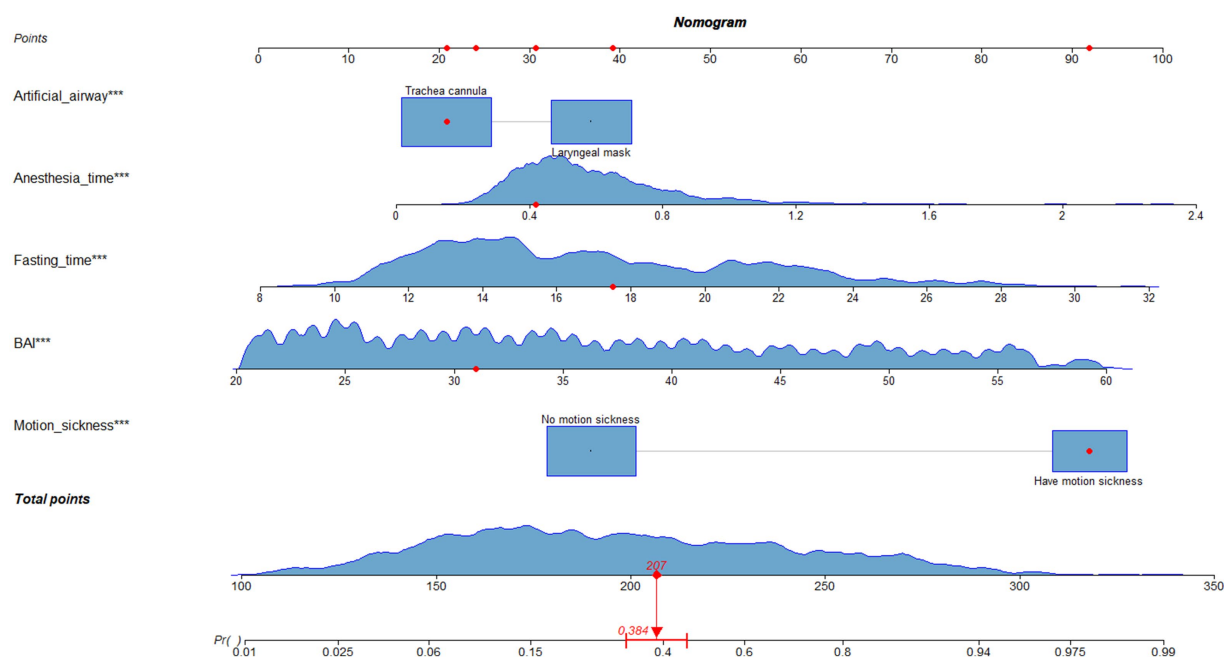 Nomogram
Points
0 10 20 30 40 50 60 70 80 90 100
Artificial_airway***
Trachea cannula
Laryngeal mask
Anesthesia_time***
0 0.4 0.8 1.2 1.6 2 2.4
Fasting_time***
8 10 12 14 16 18 20 22 24 26 28 30 32
BAI***
20 25 30 35 40 45 50 55 60
Motion_sickness***
No motion sickness
Have motion sickness
Total points
207
100 150 200 250 300 350
0.384
Pr( )
0.01 0.025 0.06 0.15 0.4 0.6 0.8 0.94 0.975 0.99